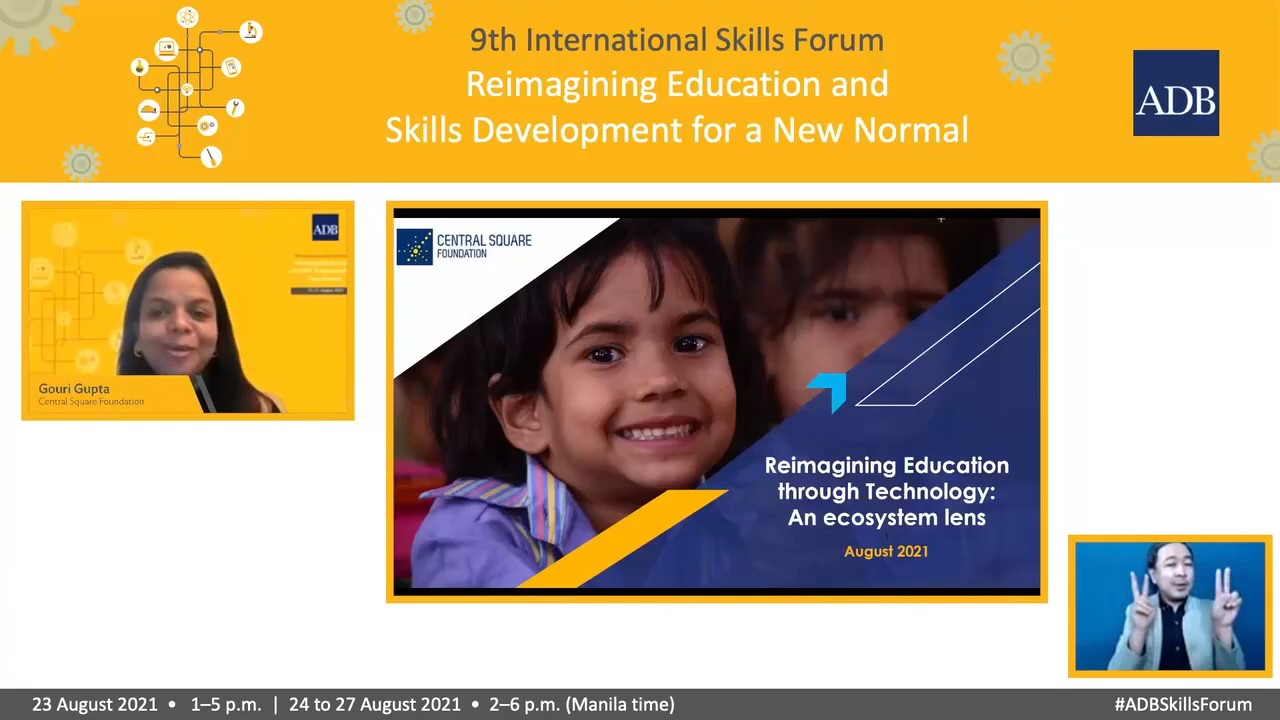 9th International Skills Forum
Reimagining Education and
Skills Development for a New Normal
ADB
ADB
Gouri Gupta
Central Square Foundation
CENTRAL SQUARE
FOUNDATION
Reimagining Education
through Technology:
An ecosystem lens
August 2021
23 August 2021 • 1–5 p.m. | 24 to 27 August 2021 • 2–6 p.m. (Manila time)
#ADBSkillsForum